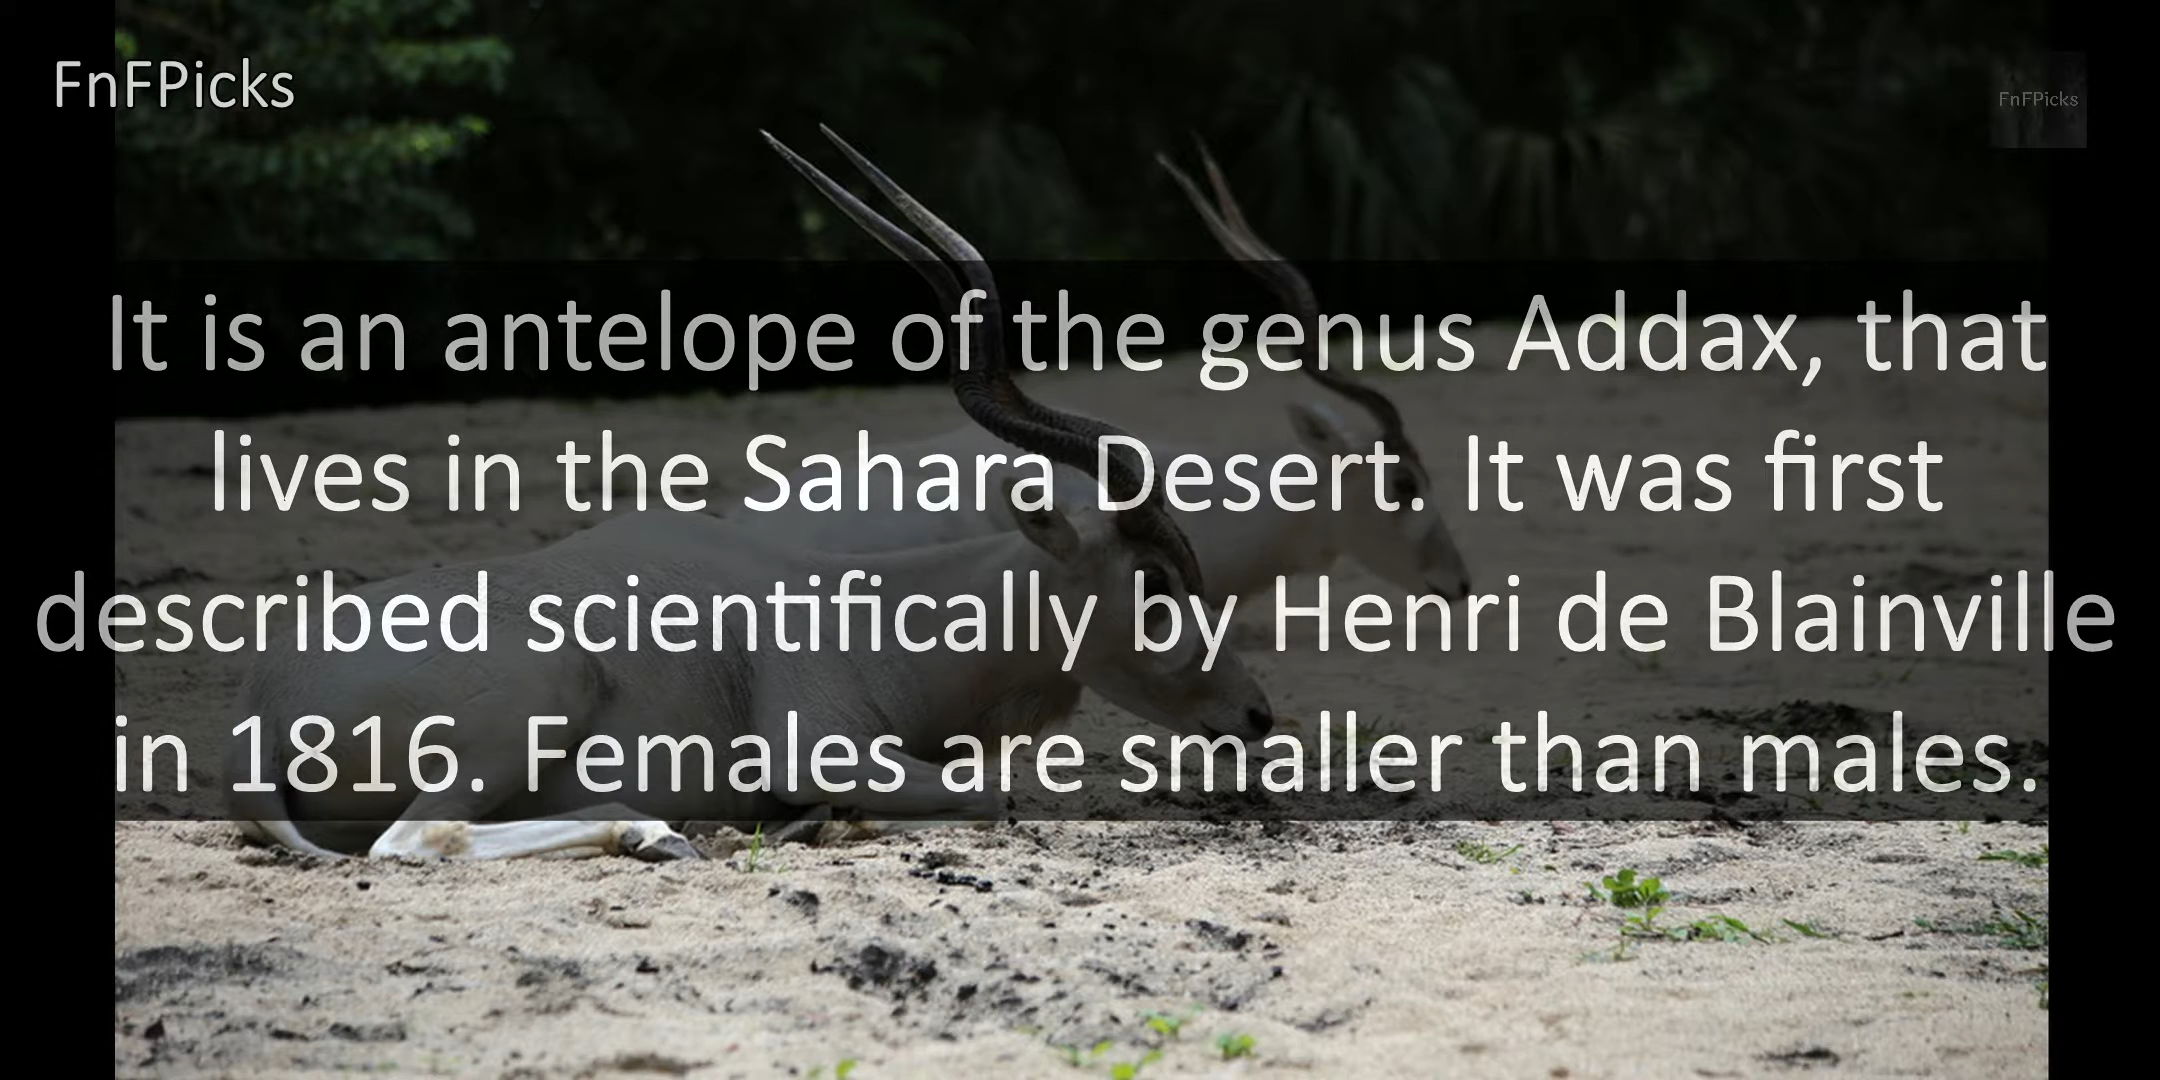 FnFPicks
FnFPicks
It is an antelope of the genus Addax, that
lives in the Sahara Desert. It was first
described scientifically by Henri de Blainville
in 1816. Females are smaller than males.